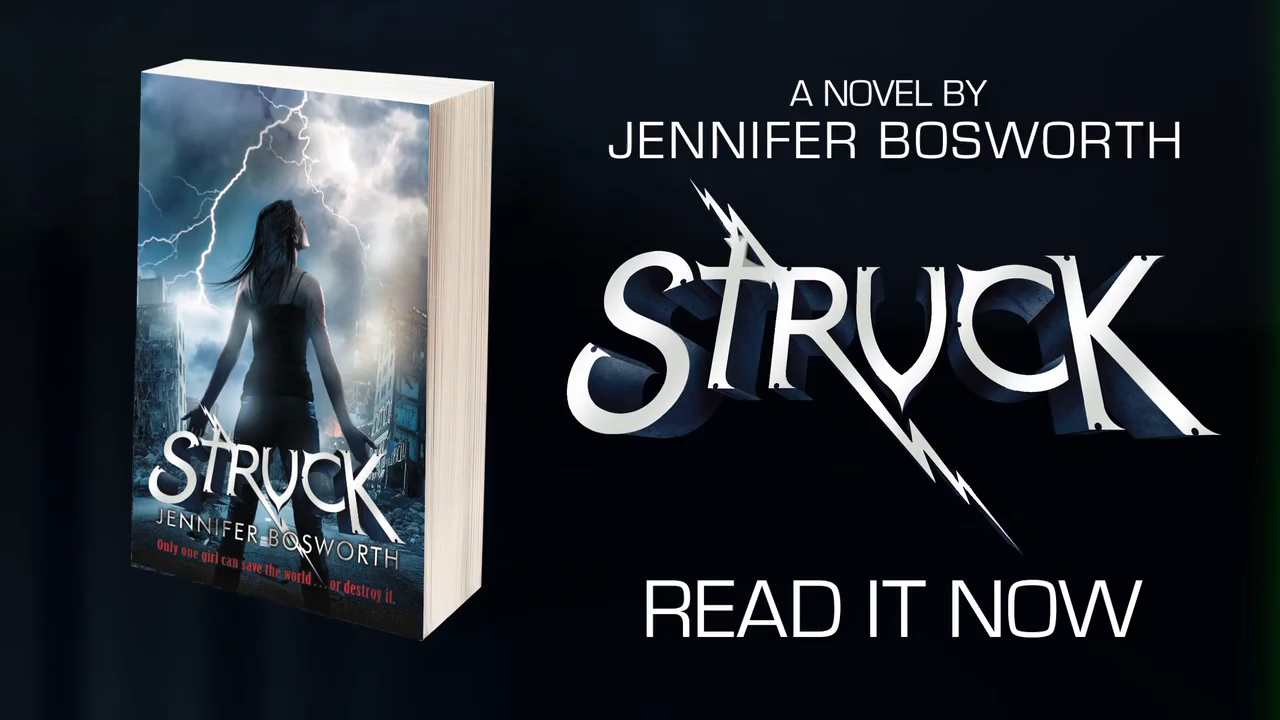 STRUCK
JENNIFER BOSWORTH
Only one girl can save the world ... or destroy it.
A NOVEL BY
JENNIFER BOSWORTH
STRUCK
READ IT NOW